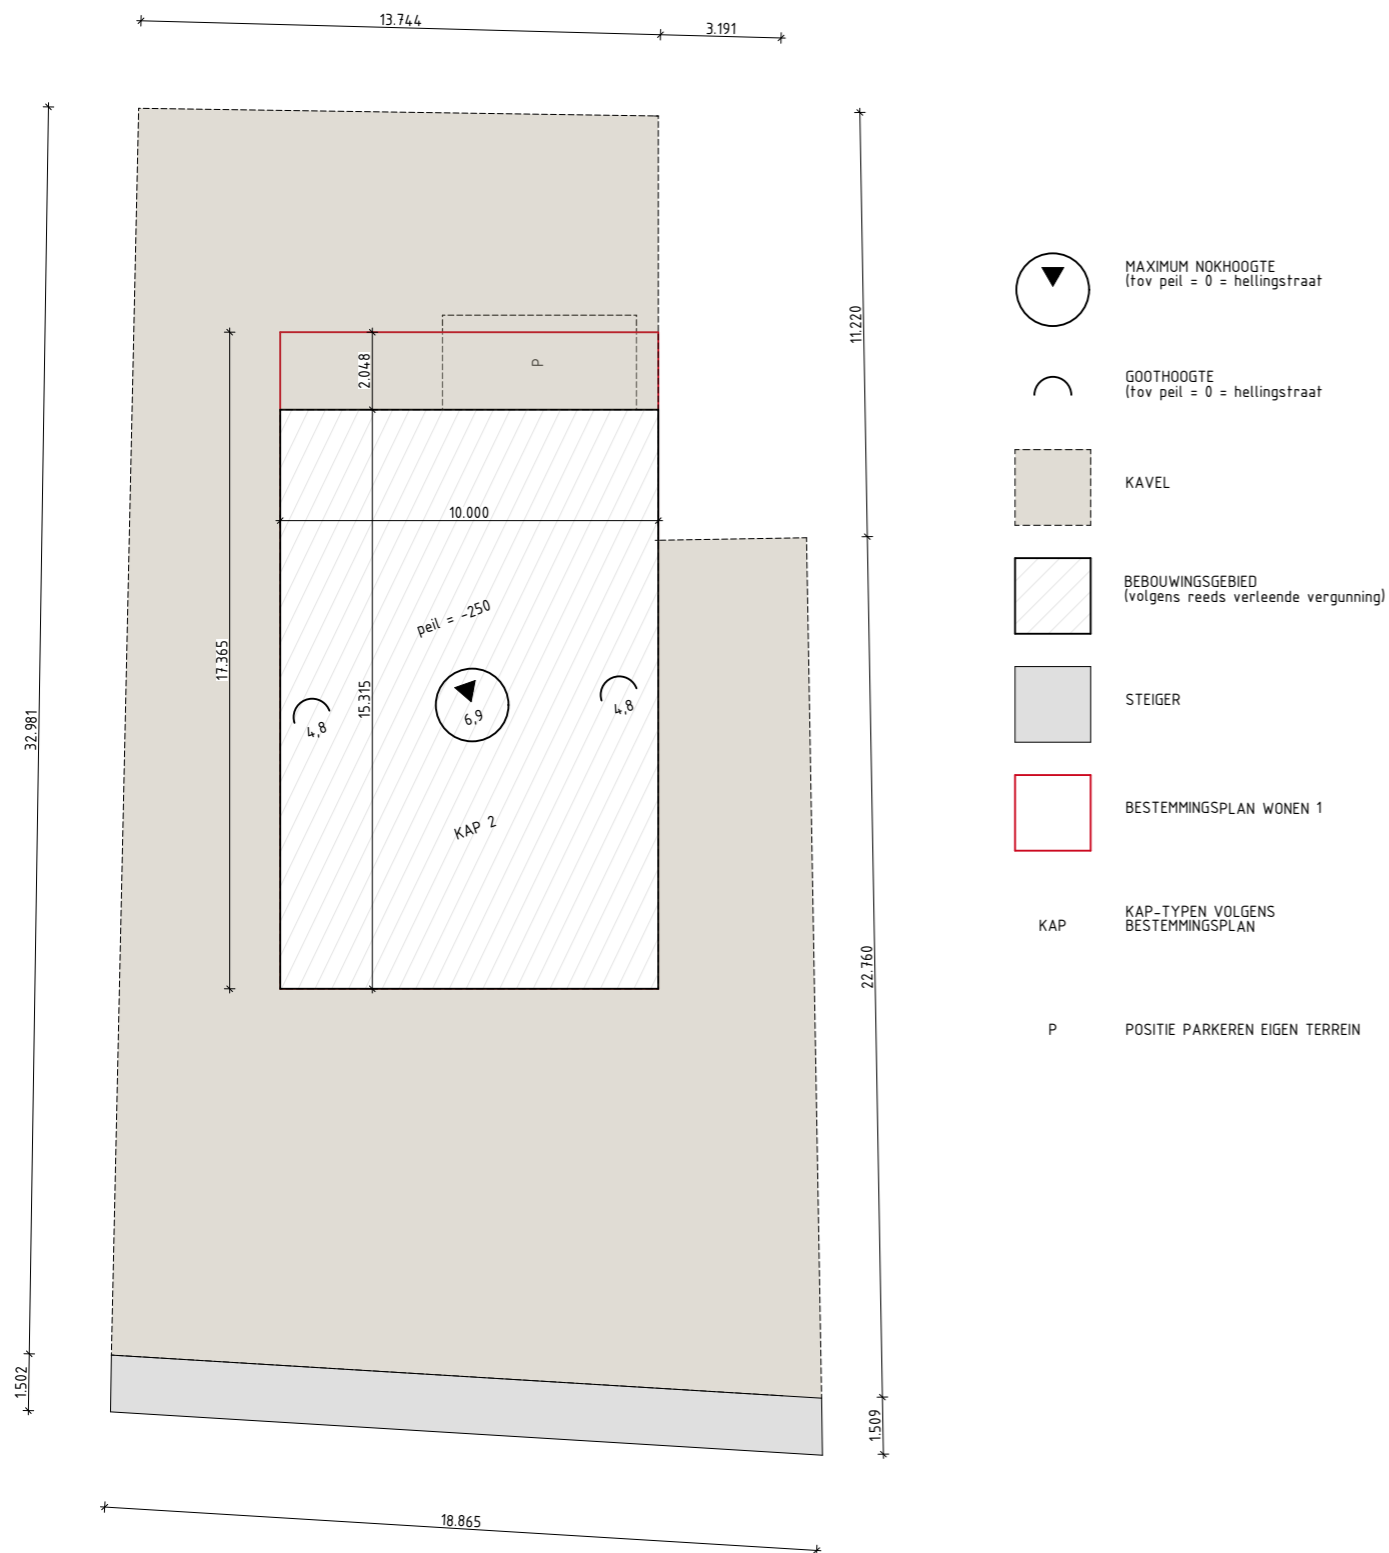 13.744
3.191
32.981
1.502
17.365
2.048
P
10.000
peil = -250
15.315
4,8
6,9
4,8
KAP 2
11.220
22.760
1.509
18.865
MAXIMUM NOKHOOGTE
(tov peil = 0 = hellingstraat
GOOTHOOGTE
(tov peil = 0 = hellingstraat
KAVEL
BEBOUWINGSGEBIED
(volgens reeds verleende vergunning)
STEIGER
BESTEMMINGSPLAN WONEN 1
KAP
KAP-TYPEN VOLGENS
BESTEMMINGSPLAN
P
POSITIE PARKEREN EIGEN TERREIN